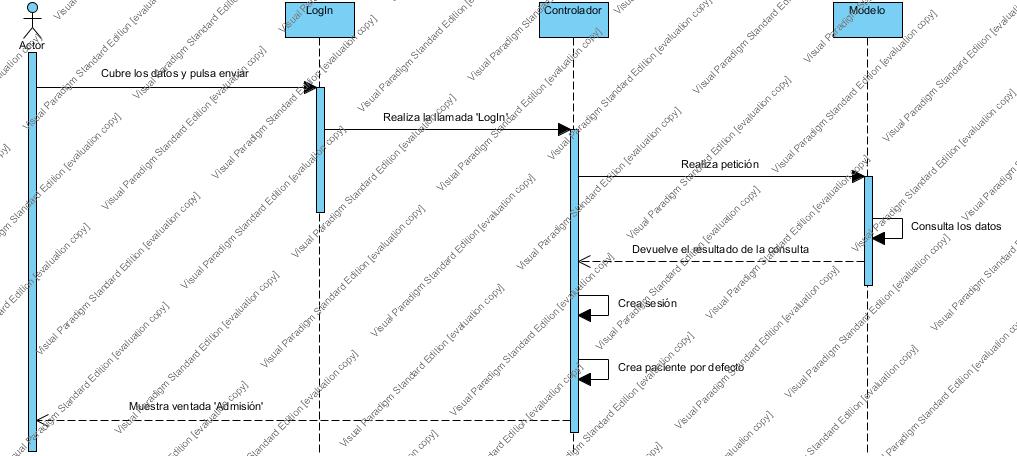 LogIn
Controlador
Modelo
Actor
Cubre los datos y pulsa enviar
Realiza la llamada 'LogIn'
Realiza petición
Consulta los datos
Devuelve el resultado de la consulta
Crea sesión
Crea paciente por defecto
Muestra ventada 'Admisión'
Visual Paradigm Standard Edition [evaluation copy]